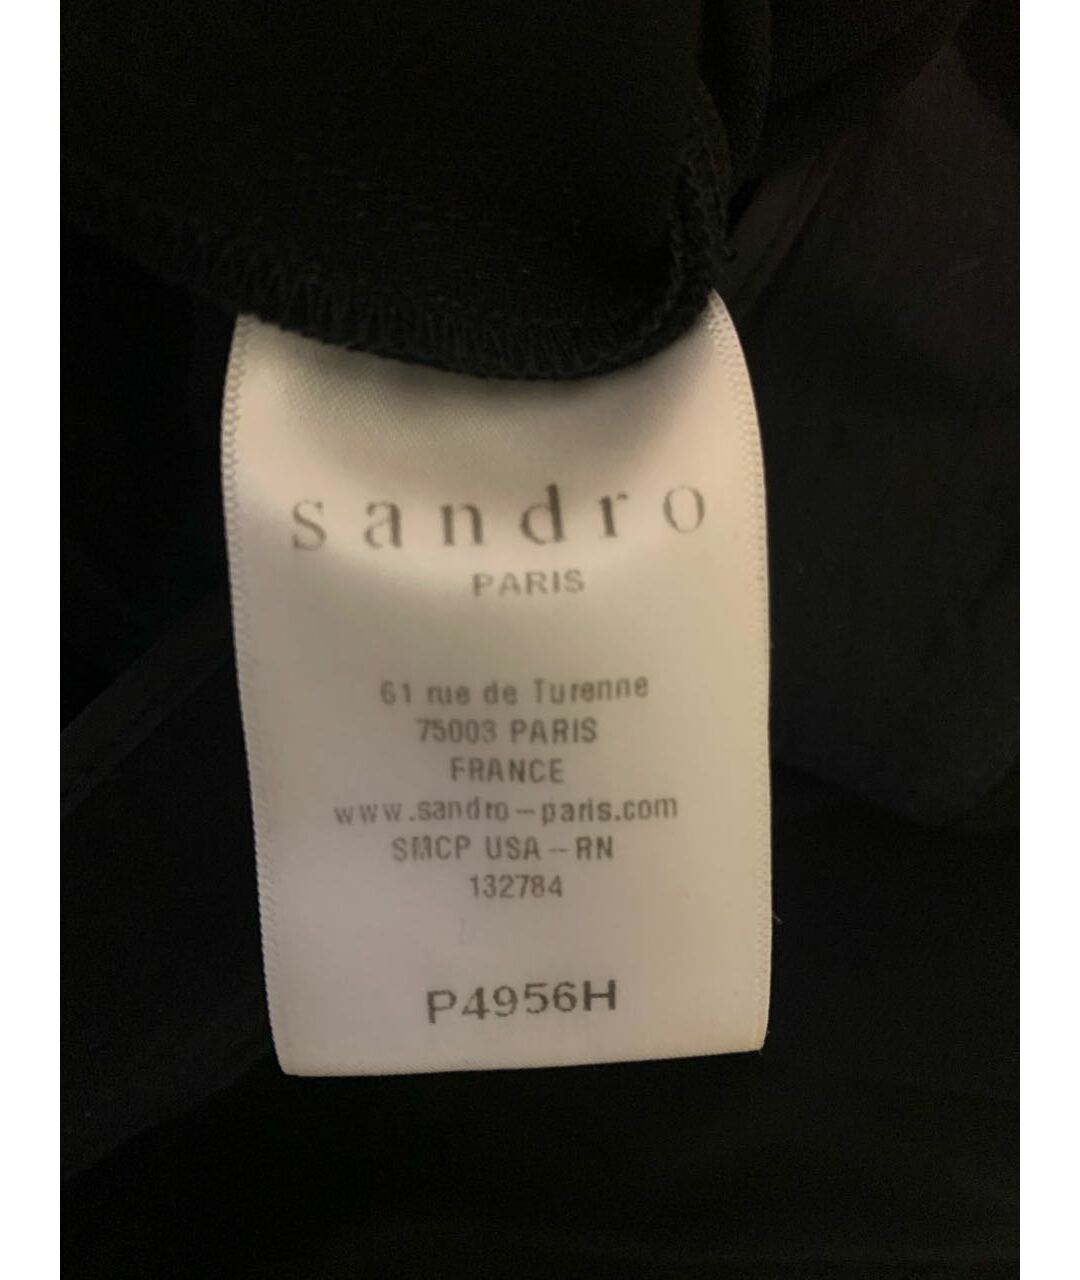 sandro
PARIS
61 rue de Turenne
75003 PARIS
FRANCE
www.sandro-paris.com
SMCP USA-RN
132784
P4956H